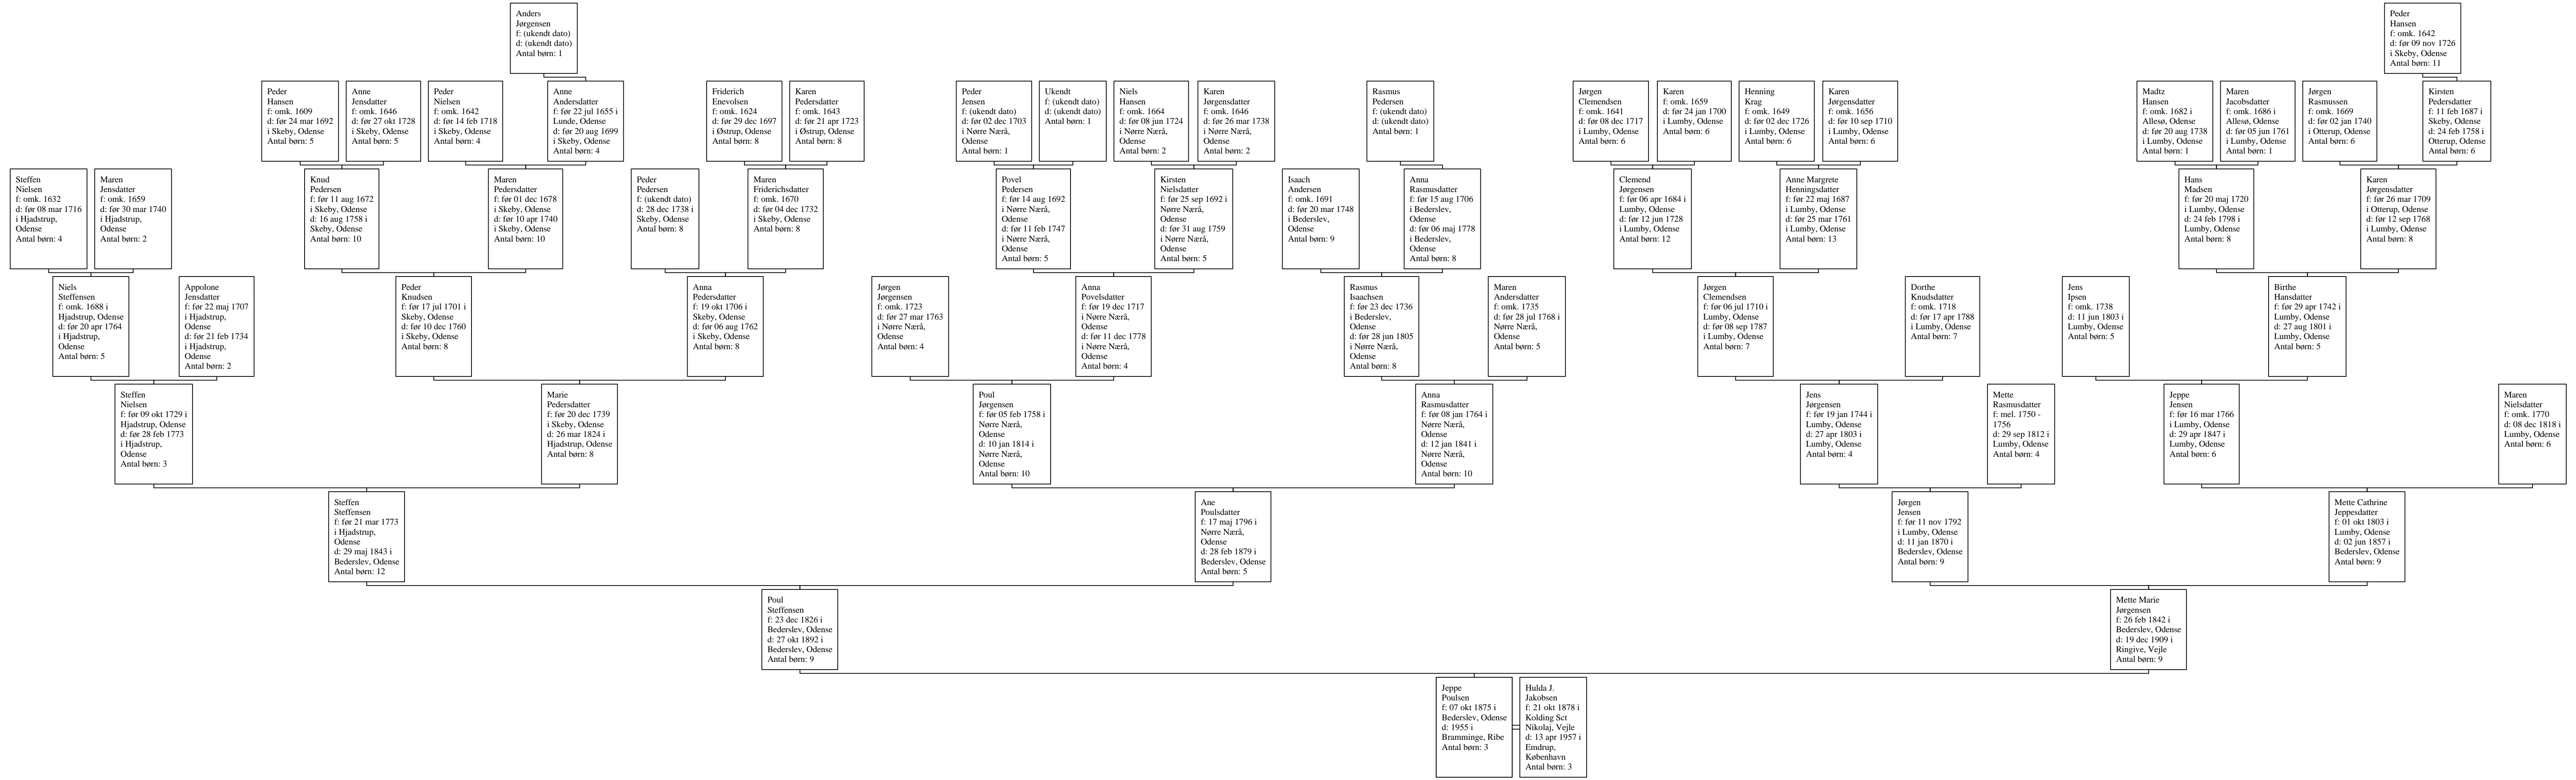 Anders
Jørgensen
f: (ukendt dato)
d: (ukendt dato)
Antal børn: 1
Peder
Hansen
f: omk. 1642
d: før 09 nov 1726
i Skeby, Odense
Antal børn: 11
Peder
Hansen
f: omk. 1609
d: før 24 mar 1692
i Skeby, Odense
Antal børn: 5
Anne
Jensdatter
f: omk. 1646
d: før 27 okt 1728
i Skeby, Odense
Antal børn: 5
Peder
Nielsen
f: omk. 1642
d: før 14 feb 1718
i Skeby, Odense
Antal børn: 4
Anne
Andersdatter
f: før 22 jul 1655 i
Lunde, Odense
d: før 20 aug 1699
i Skeby, Odense
Antal børn: 4
Friderich
Enevolsen
f: omk. 1624
d: før 29 dec 1697
i Østrup, Odense
Antal børn: 8
Karen
Pedersdatter
f: omk. 1643
d: før 21 apr 1723
i Østrup, Odense
Antal børn: 8
Peder
Jensen
f: (ukendt dato)
d: før 02 dec 1703
i Nørre Nærå,
Odense
Antal børn: 1
Ukendt
f: (ukendt dato)
d: (ukendt dato)
Antal børn: 1
Niels
Hansen
f: omk. 1664
d: før 08 jun 1724
i Nørre Nærå,
Odense
Antal børn: 2
Karen
Jørgensdatter
f: omk. 1646
d: før 26 mar 1738
i Nørre Nærå,
Odense
Antal børn: 2
Rasmus
Pedersen
f: (ukendt dato)
d: (ukendt dato)
Antal børn: 1
Jørgen
Clemendsen
f: omk. 1641
d: før 08 dec 1717
i Lumby, Odense
Antal børn: 6
Karen
f: omk. 1659
d: før 24 jan 1700
i Lumby, Odense
Antal børn: 6
Henning
Krag
f: omk. 1649
d: før 02 dec 1726
i Lumby, Odense
Antal børn: 6
Karen
Jørgensdatter
f: omk. 1656
d: før 10 sep 1710
i Lumby, Odense
Antal børn: 6
Madtz
Hansen
f: omk. 1682 i
Allesø, Odense
d: før 20 aug 1738
i Lumby, Odense
Antal børn: 1
Maren
Jacobsdatter
f: omk. 1686 i
Allesø, Odense
d: før 05 jun 1761
i Lumby, Odense
Antal børn: 1
Jørgen
Rasmussen
f: omk. 1669
d: før 02 jan 1740
i Otterup, Odense
Antal børn: 6
Kirsten
Pedersdatter
f: før 11 feb 1687 i
Skeby, Odense
d: 24 feb 1758 i
Otterup, Odense
Antal børn: 6
Steffen
Nielsen
f: omk. 1632
d: før 08 mar 1716
i Hjadstrup,
Odense
Antal børn: 4
Maren
Jensdatter
f: omk. 1659
d: før 30 mar 1740
i Hjadstrup,
Odense
Antal børn: 2
Knud
Pedersen
f: før 11 aug 1672
i Skeby, Odense
d: 16 aug 1758 i
Skeby, Odense
Antal børn: 10
Maren
Pedersdatter
f: før 01 dec 1678
i Skeby, Odense
d: før 10 apr 1740
i Skeby, Odense
Antal børn: 10
Peder
Pedersen
f: (ukendt dato)
d: 28 dec 1738 i
Skeby, Odense
Antal børn: 8
Maren
Friderichsdatter
f: omk. 1670
d: før 04 dec 1732
i Skeby, Odense
Antal børn: 8
Povel
Pedersen
f: før 14 aug 1692
i Nørre Nærå,
Odense
d: før 11 feb 1747
i Nørre Nærå,
Odense
Antal børn: 5
Kirsten
Nielsdatter
f: før 25 sep 1692 i
Nørre Nærå,
Odense
d: før 31 aug 1759
i Nørre Nærå,
Odense
Antal børn: 5
Isaach
Andersen
f: omk. 1691
d: før 20 mar 1748
i Bederslev,
Odense
Antal børn: 9
Anna
Rasmusdatter
f: før 15 aug 1706
i Bederslev,
Odense
d: før 06 maj 1778
i Bederslev,
Odense
Antal børn: 8
Clemend
Jørgensen
f: før 06 apr 1684 i
Lumby, Odense
d: før 12 jun 1728
i Lumby, Odense
Antal børn: 12
Anne Margrete
Henningsdatter
f: før 22 maj 1687
i Lumby, Odense
d: før 25 mar 1761
i Lumby, Odense
Antal børn: 13
Hans
Madsen
f: før 20 maj 1720
i Lumby, Odense
d: 24 feb 1798 i
Lumby, Odense
Antal børn: 8
Karen
Jørgensdatter
f: før 26 mar 1709
i Otterup, Odense
d: før 12 sep 1768
i Lumby, Odense
Antal børn: 8
Niels
Steffensen
f: omk. 1688 i
Hjadstrup, Odense
d: før 20 apr 1764
i Hjadstrup,
Odense
Antal børn: 5
Appolone
Jensdatter
f: før 22 maj 1707
i Hjadstrup,
Odense
d: før 21 feb 1734
i Hjadstrup,
Odense
Antal børn: 2
Peder
Knudsen
f: før 17 jul 1701 i
Skeby, Odense
d: før 10 dec 1760
i Skeby, Odense
Antal børn: 8
Anna
Pedersdatter
f: 19 okt 1706 i
Skeby, Odense
d: før 06 aug 1762
i Skeby, Odense
Antal børn: 8
Jørgen
Jørgensen
f: omk. 1723
d: før 27 mar 1763
i Nørre Nærå,
Odense
Antal børn: 4
Anna
Povelsdatter
f: før 19 dec 1717
i Nørre Nærå,
Odense
d: før 11 dec 1778
i Nørre Nærå,
Odense
Antal børn: 4
Rasmus
Isaachsen
f: før 23 dec 1736
i Bederslev,
Odense
d: før 28 jun 1805
i Nørre Nærå,
Odense
Antal børn: 8
Maren
Andersdatter
f: omk. 1735
d: før 28 jul 1768 i
Nørre Nærå,
Odense
Antal børn: 5
Jørgen
Clemendsen
f: før 06 jul 1710 i
Lumby, Odense
d: før 08 sep 1787
i Lumby, Odense
Antal børn: 7
Dorthe
Knudsdatter
f: omk. 1718
d: før 17 apr 1788
i Lumby, Odense
Antal børn: 7
Jens
Ipsen
f: omk. 1738
d: 11 jun 1803 i
Lumby, Odense
Antal børn: 5
Birthe
Hansdatter
f: før 29 apr 1742 i
Lumby, Odense
d: 27 aug 1801 i
Lumby, Odense
Antal børn: 5
Steffen
Nielsen
f: før 09 okt 1729 i
Hjadstrup, Odense
d: før 28 feb 1773
i Hjadstrup,
Odense
Antal børn: 3
Marie
Pedersdatter
f: før 20 dec 1739
i Skeby, Odense
d: 26 mar 1824 i
Hjadstrup, Odense
Antal børn: 8
Poul
Jørgensen
f: før 05 feb 1758 i
Nørre Nærå,
Odense
d: 10 jan 1814 i
Nørre Nærå,
Odense
Antal børn: 10
Anna
Rasmusdatter
f: før 08 jan 1764 i
Nørre Nærå,
Odense
d: 12 jan 1841 i
Nørre Nærå,
Odense
Antal børn: 10
Jens
Jørgensen
f: før 19 jan 1744 i
Lumby, Odense
d: 27 apr 1803 i
Lumby, Odense
Antal børn: 4
Mette
Rasmusdatter
f: mel. 1750 -
1756
d: 29 sep 1812 i
Lumby, Odense
Antal børn: 4
Jeppe
Jensen
f: før 16 mar 1766
i Lumby, Odense
d: 29 apr 1847 i
Lumby, Odense
Antal børn: 6
Maren
Nielsdatter
f: omk. 1770
d: 08 dec 1818 i
Lumby, Odense
Antal børn: 6
Steffen
Steffensen
f: før 21 mar 1773
i Hjadstrup,
Odense
d: 29 maj 1843 i
Bederslev, Odense
Antal børn: 12
Ane
Poulsdatter
f: 17 maj 1796 i
Nørre Nærå,
Odense
d: 28 feb 1879 i
Bederslev, Odense
Antal børn: 5
Jørgen
Jensen
f: før 11 nov 1792
i Lumby, Odense
d: 11 jan 1870 i
Bederslev, Odense
Antal børn: 9
Mette Cathrine
Jeppesdatter
f: 01 okt 1803 i
Lumby, Odense
d: 02 jun 1857 i
Bederslev, Odense
Antal børn: 9
Poul
Steffensen
f: 23 dec 1826 i
Bederslev, Odense
d: 27 okt 1892 i
Bederslev, Odense
Antal børn: 9
Mette Marie
Jørgensen
f: 26 feb 1842 i
Bederslev, Odense
d: 19 dec 1909 i
Ringive, Vejle
Antal børn: 9
Jeppe
Poulsen
f: 07 okt 1875 i
Bederslev, Odense
d: 1955 i
Bramminge, Ribe
Antal børn: 3
Hulda J.
Jakobsen
f: 21 okt 1878 i
Kolding Sct
Nikolaj, Vejle
d: 13 apr 1957 i
Emdrup,
København
Antal børn: 3